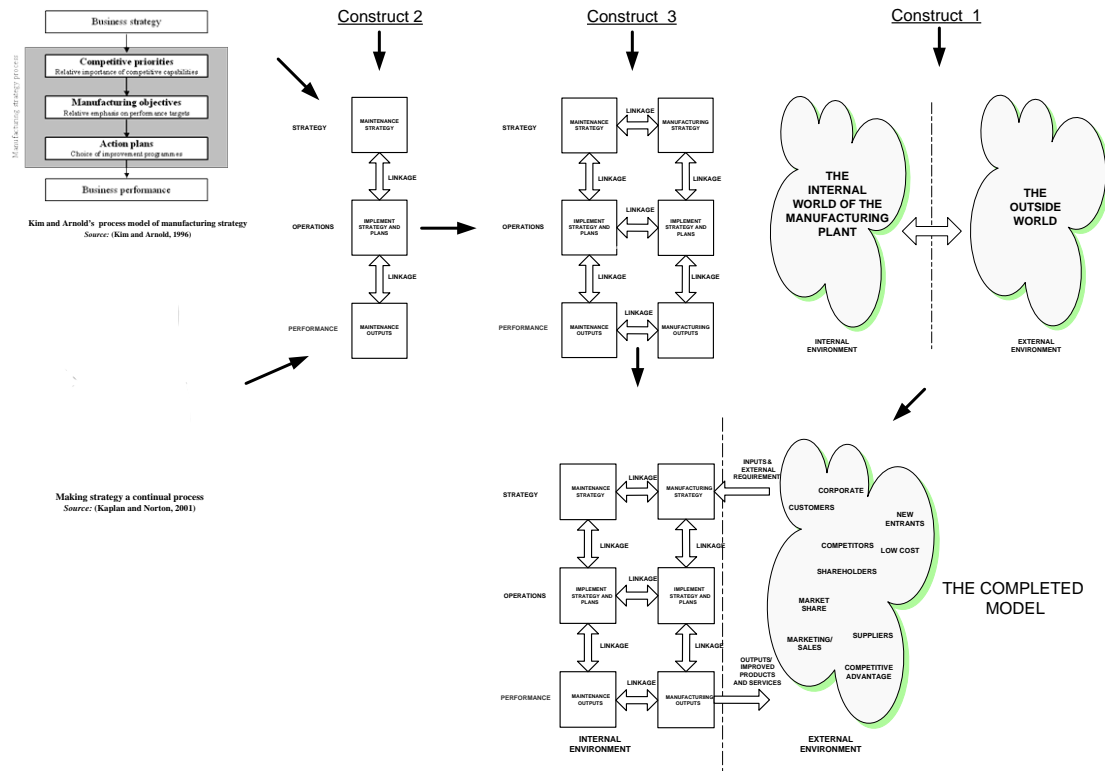 Construct 2
Construct  3
Construct  1
Business strategy
Manufacturing strategy process
Competitive priorities
Relative importance of competitive capabilities
Manufacturing objectives
Relative emphasis on performance targets
Action plans
Choice of improvement programmes
Business performance
Kim and Arnold's  process model of manufacturing strategy
Source: (Kim and Arnold, 1996)
Making strategy a continual process
Source: (Kaplan and Norton, 2001)
STRATEGY
MAINTENANCE
STRATEGY
LINKAGE
OPERATIONS
IMPLEMENT
STRATEGY AND
PLANS
LINKAGE
PERFORMANCE
MAINTENANCE
OUTPUTS
STRATEGY
MAINTENANCE
STRATEGY
LINKAGE
MANUFACTURING
STRATEGY
LINKAGE
LINKAGE
OPERATIONS
IMPLEMENT
STRATEGY AND
PLANS
LINKAGE
IMPLEMENT
STRATEGY AND
PLANS
LINKAGE
LINKAGE
PERFORMANCE
MAINTENANCE
OUTPUTS
LINKAGE
MANUFACTURIING
OUTPUTS
THE
INTERNAL
WORLD OF THE
MANUFACTURING
PLANT
THE
OUTSIDE
WORLD
INTERNAL
ENVIRONMENT
EXTERNAL
ENVIRONMENT
STRATEGY
MAINTENANCE
STRATEGY
LINKAGE
MANUFACTURING
STRATEGY
INPUTS &
EXTERNAL
REQUIREMENT
LINKAGE
LINKAGE
OPERATIONS
IMPLEMENT
STRATEGY AND
PLANS
LINKAGE
IMPLEMENT
STRATEGY AND
PLANS
LINKAGE
LINKAGE
PERFORMANCE
MAINTENANCE
OUTPUTS
LINKAGE
MANUFACTURIING
OUTPUTS
OUTPUTS/
IMPROVED
PRODUCTS
AND SERVICES
INTERNAL
ENVIRONMENT
CORPORATE
CUSTOMERS
NEW
ENTRANTS
COMPETITORS
LOW COST
SHAREHOLDERS
MARKET
SHARE
MARKETING/
SALES
SUPPLIERS
COMPETITIVE
ADVANTAGE
EXTERNAL
ENVIRONMENT
THE COMPLETED
MODEL